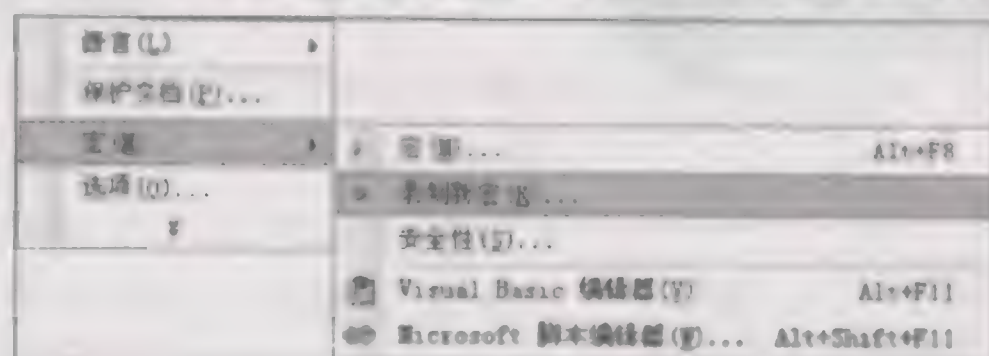 语言(L)
保护文档(P)...
宏(M)
选项(O)...
宏(M)... Alt+F8
录制新宏(R)...
安全性(S)...
Visual Basic 编辑器(V) Alt+F11
Microsoft 脚本编辑器(E)... Alt+Shift+F11